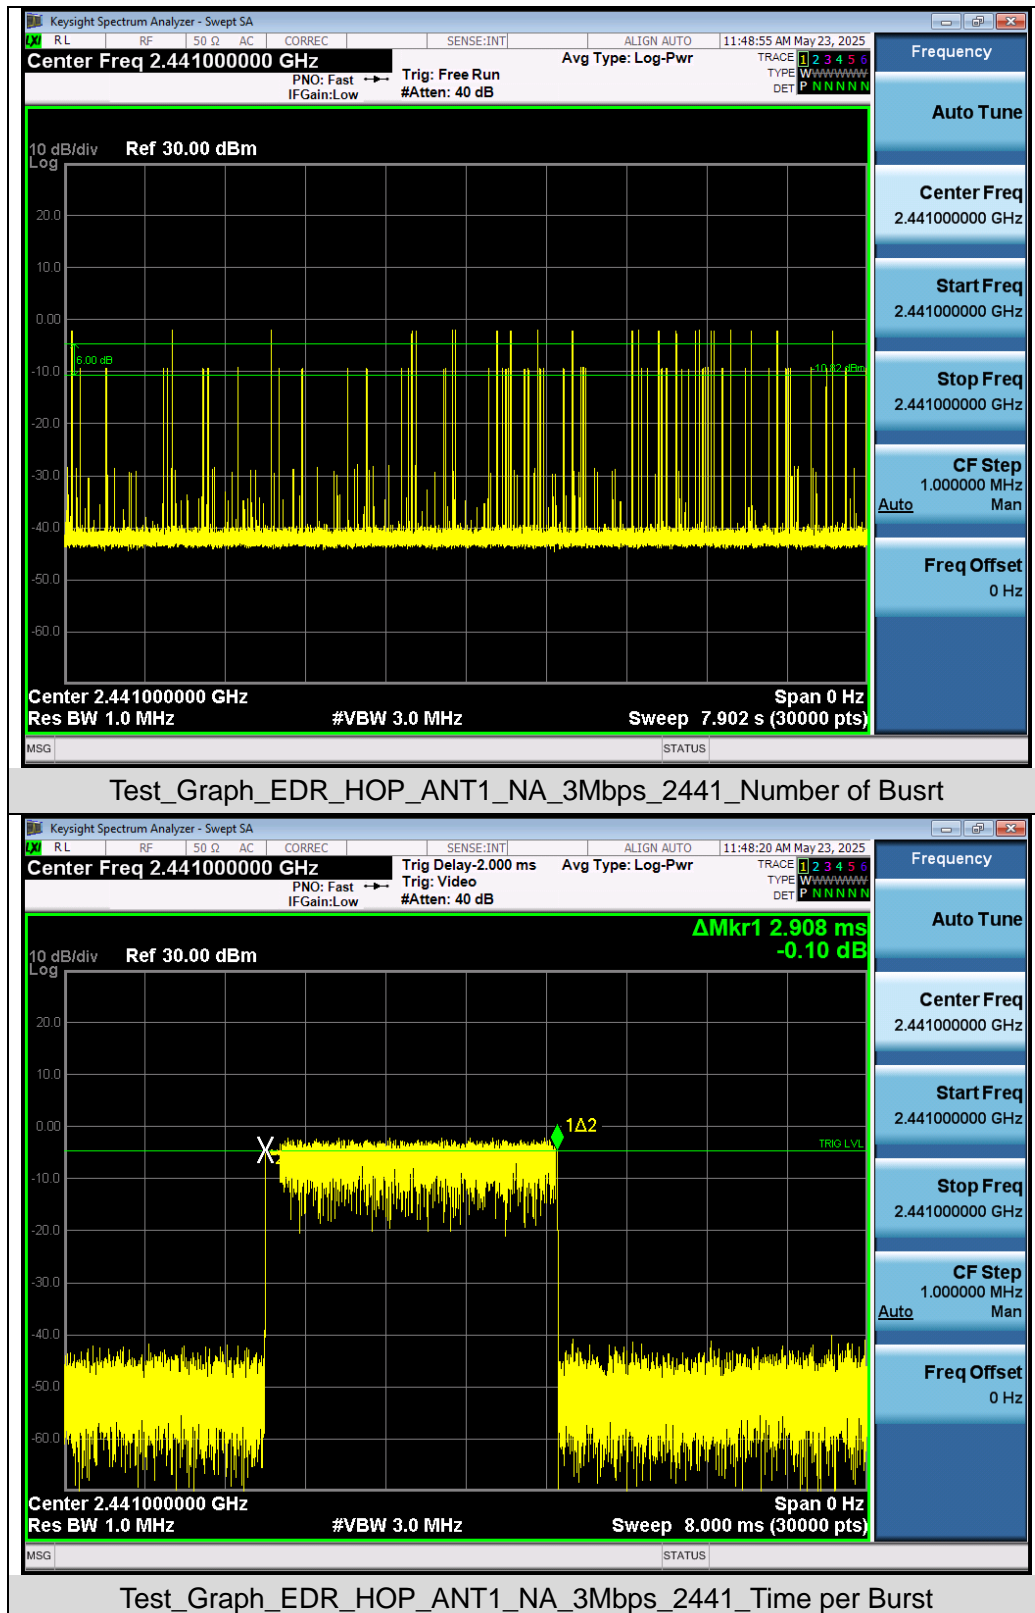 Keysight Spectrum Analyzer - Swept SA
LXI RL RF 50 Ω AC CORREC SENSE:INT ALIGN AUTO 11:48:55 AM May 23, 2025
Center Freq 2.441000000 GHz
PNO: Fast
IFGain:Low
Trig: Free Run
#Atten: 40 dB
Avg Type: Log-Pwr
TRACE 1 2 3 4 5 6
TYPE WWWWWW
DET P N N N N N
Frequency
Auto Tune
10 dB/div Ref 30.00 dBm
Log
20.0
10.0
0.00
-10.0
-20.0
-30.0
-40.0
-50.0
-60.0
6.00 dB
-10.82 dBm
Center Freq
2.441000000 GHz
Start Freq
2.441000000 GHz
Stop Freq
2.441000000 GHz
CF Step
1.000000 MHz
Auto Man
Freq Offset
0 Hz
Center 2.441000000 GHz Span 0 Hz
Res BW 1.0 MHz #VBW 3.0 MHz Sweep 7.902 s (30000 pts)
MSG STATUS
Test_Graph_EDR_HOP_ANT1_NA_3Mbps_2441_Number of Busrt
Keysight Spectrum Analyzer - Swept SA
LXI RL RF 50 Ω AC CORREC SENSE:INT ALIGN AUTO 11:48:20 AM May 23, 2025
Center Freq 2.441000000 GHz
PNO: Fast
IFGain:Low
Trig Delay-2.000 ms
Trig: Video
#Atten: 40 dB
Avg Type: Log-Pwr
TRACE 1 2 3 4 5 6
TYPE WWWWWW
DET P N N N N N
Frequency
Auto Tune
ΔMkr1 2.908 ms
-0.10 dB
10 dB/div Ref 30.00 dBm
Log
20.0
10.0
0.00
-10.0
-20.0
-30.0
-40.0
-50.0
-60.0
1Δ2
TRIG LVL
Center Freq
2.441000000 GHz
Start Freq
2.441000000 GHz
Stop Freq
2.441000000 GHz
CF Step
1.000000 MHz
Auto Man
Freq Offset
0 Hz
Center 2.441000000 GHz Span 0 Hz
Res BW 1.0 MHz #VBW 3.0 MHz Sweep 8.000 ms (30000 pts)
MSG STATUS
Test_Graph_EDR_HOP_ANT1_NA_3Mbps_2441_Time per Burst